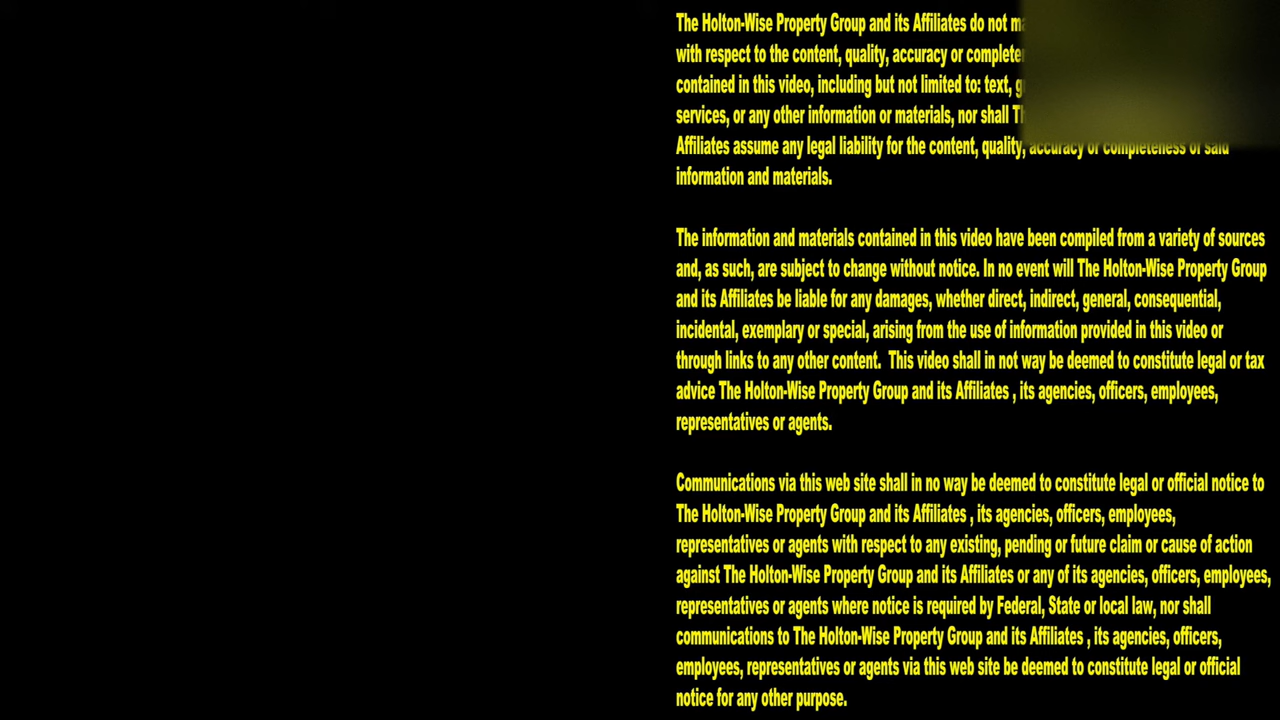 The Holton-Wise Property Group and its Affiliates do not
with respect to the content, quality, accuracy or
contained in this video, including but not limited to: text,
services, or any other information or materials, nor shall
Affiliates assume any legal liability for the content, quality, accuracy or completeness of said
information and materials.
The information and materials contained in this video have been compiled from a variety of sources
and, as such, are subject to change without notice. In no event will The Holton-Wise Property Group
and its Affiliates be liable for any damages, whether direct, indirect, general, consequential,
incidental, exemplary or special, arising from the use of information provided in this video or
through links to any other content. This video shall in not way be deemed to constitute legal or tax
advice The Holton-Wise Property Group and its Affiliates , its agencies, officers, employees,
representatives or agents.
Communications via this web site shall in no way be deemed to constitute legal or official notice to
The Holton-Wise Property Group and its Affiliates , its agencies, officers, employees,
representatives or agents with respect to any existing, pending or future claim or cause of action
against The Holton-Wise Property Group and its Affiliates or any of its agencies, officers, employees,
representatives or agents where notice is required by Federal, State or local law, nor shall
communications to The Holton-Wise Property Group and its Affiliates , its agencies, officers,
employees, representatives or agents via this web site be deemed to constitute legal or official
notice for any other purpose.